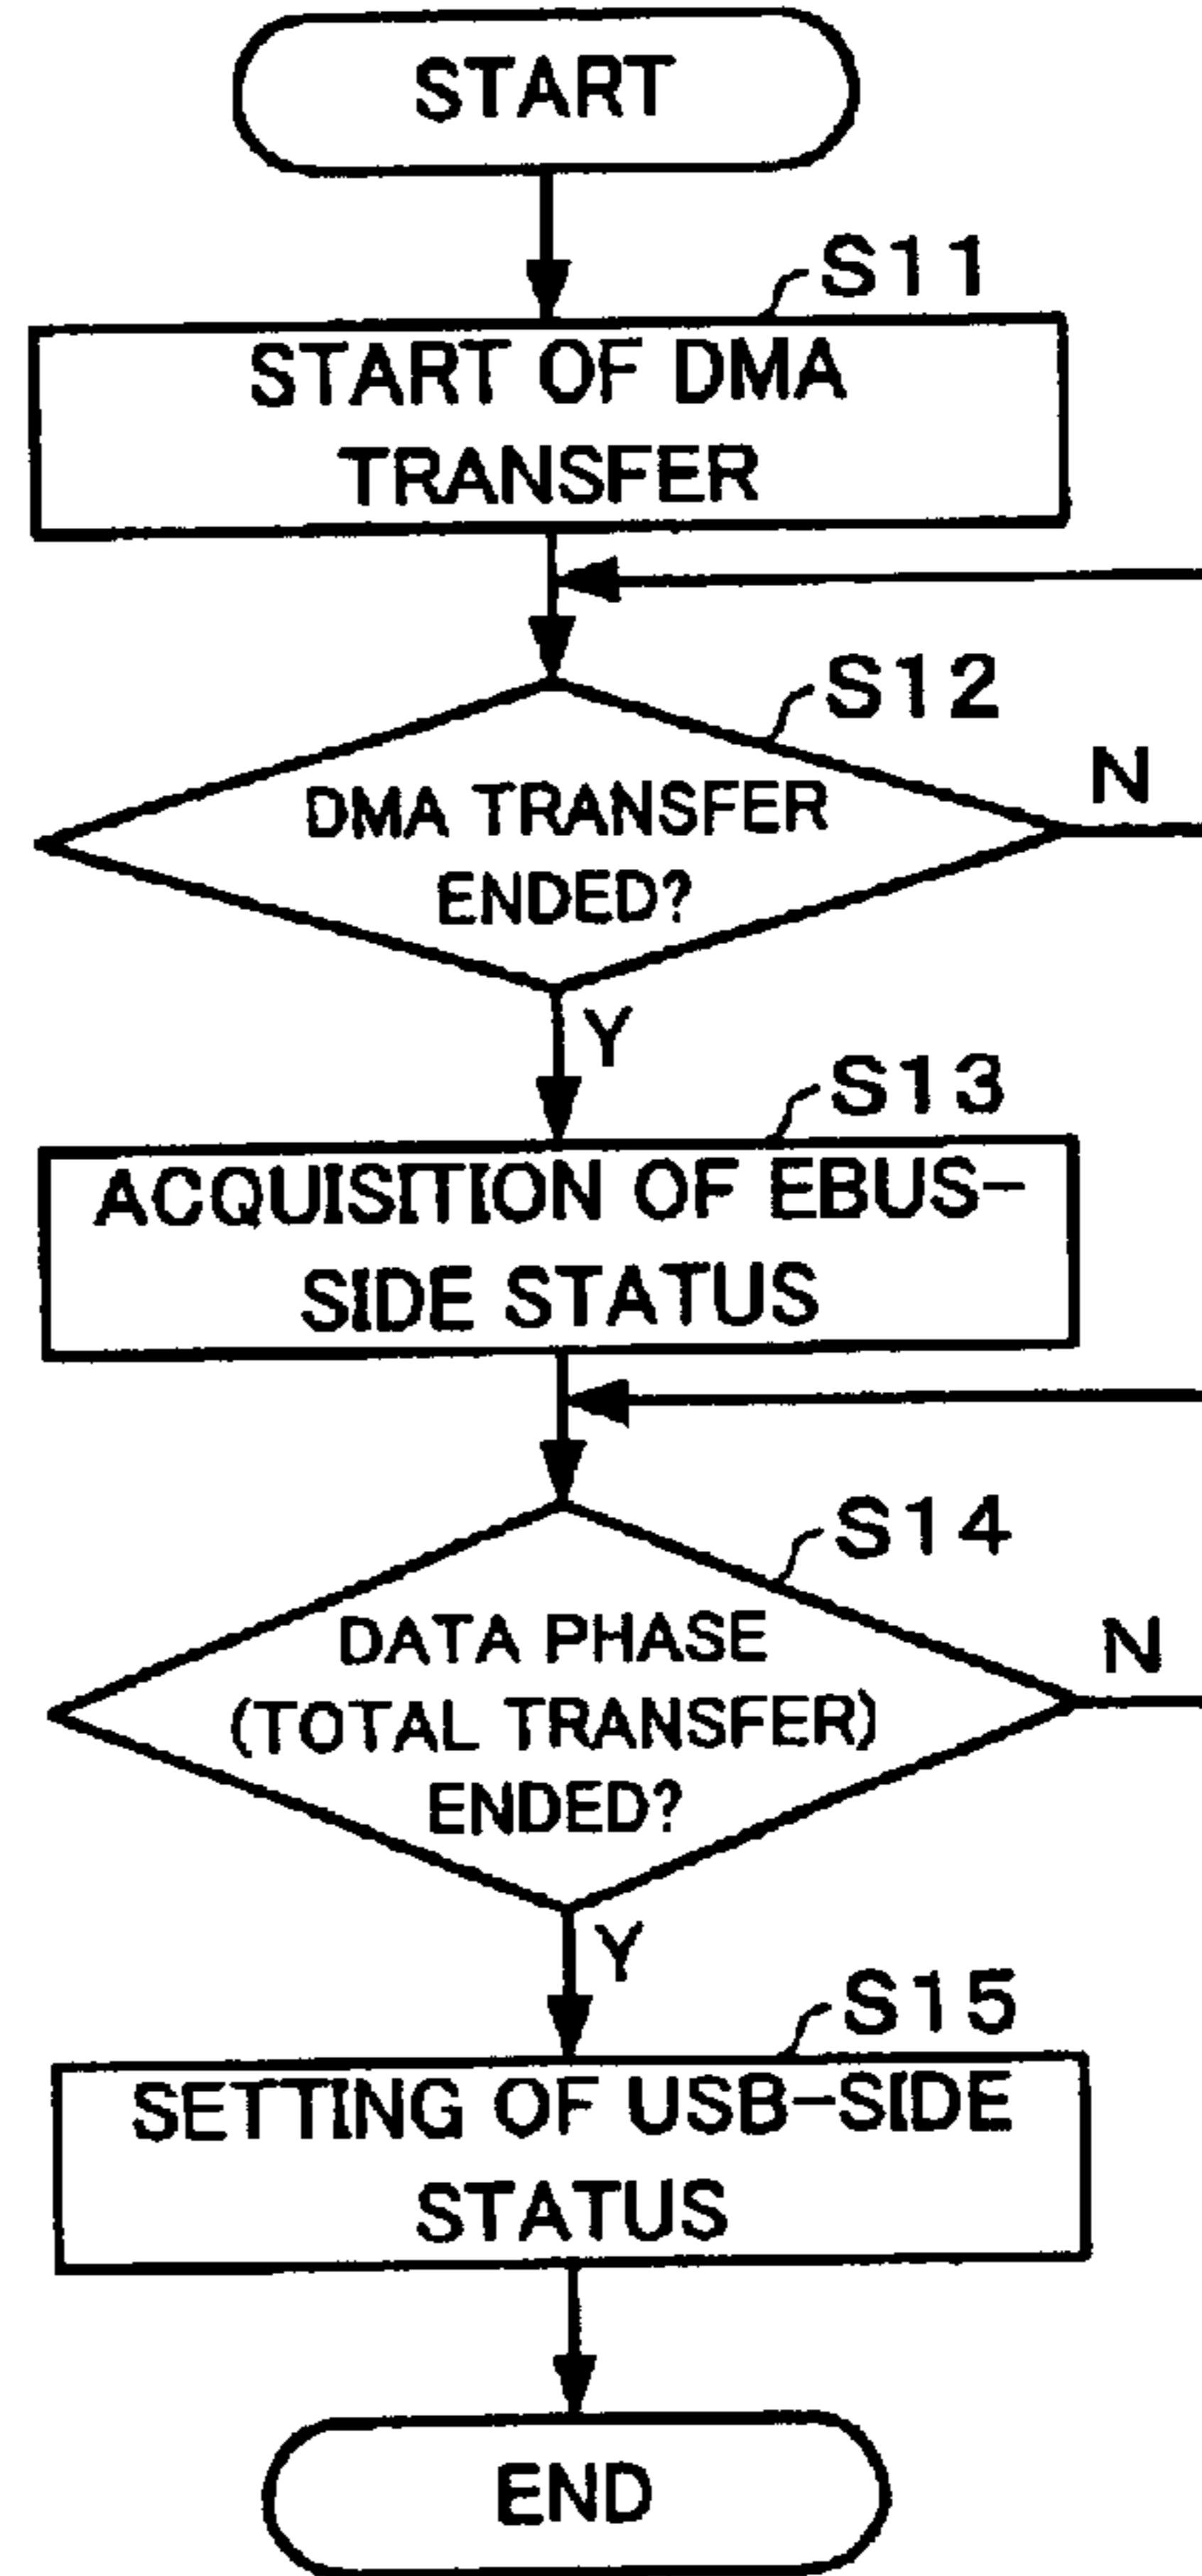 START
S11
START OF DMA
TRANSFER
S12
N
DMA TRANSFER
ENDED?
Y
S13
ACQUISITION OF EBUS-
SIDE STATUS
S14
N
DATA PHASE
(TOTAL TRANSFER)
ENDED?
Y
S15
SETTING OF USB-SIDE
STATUS
END